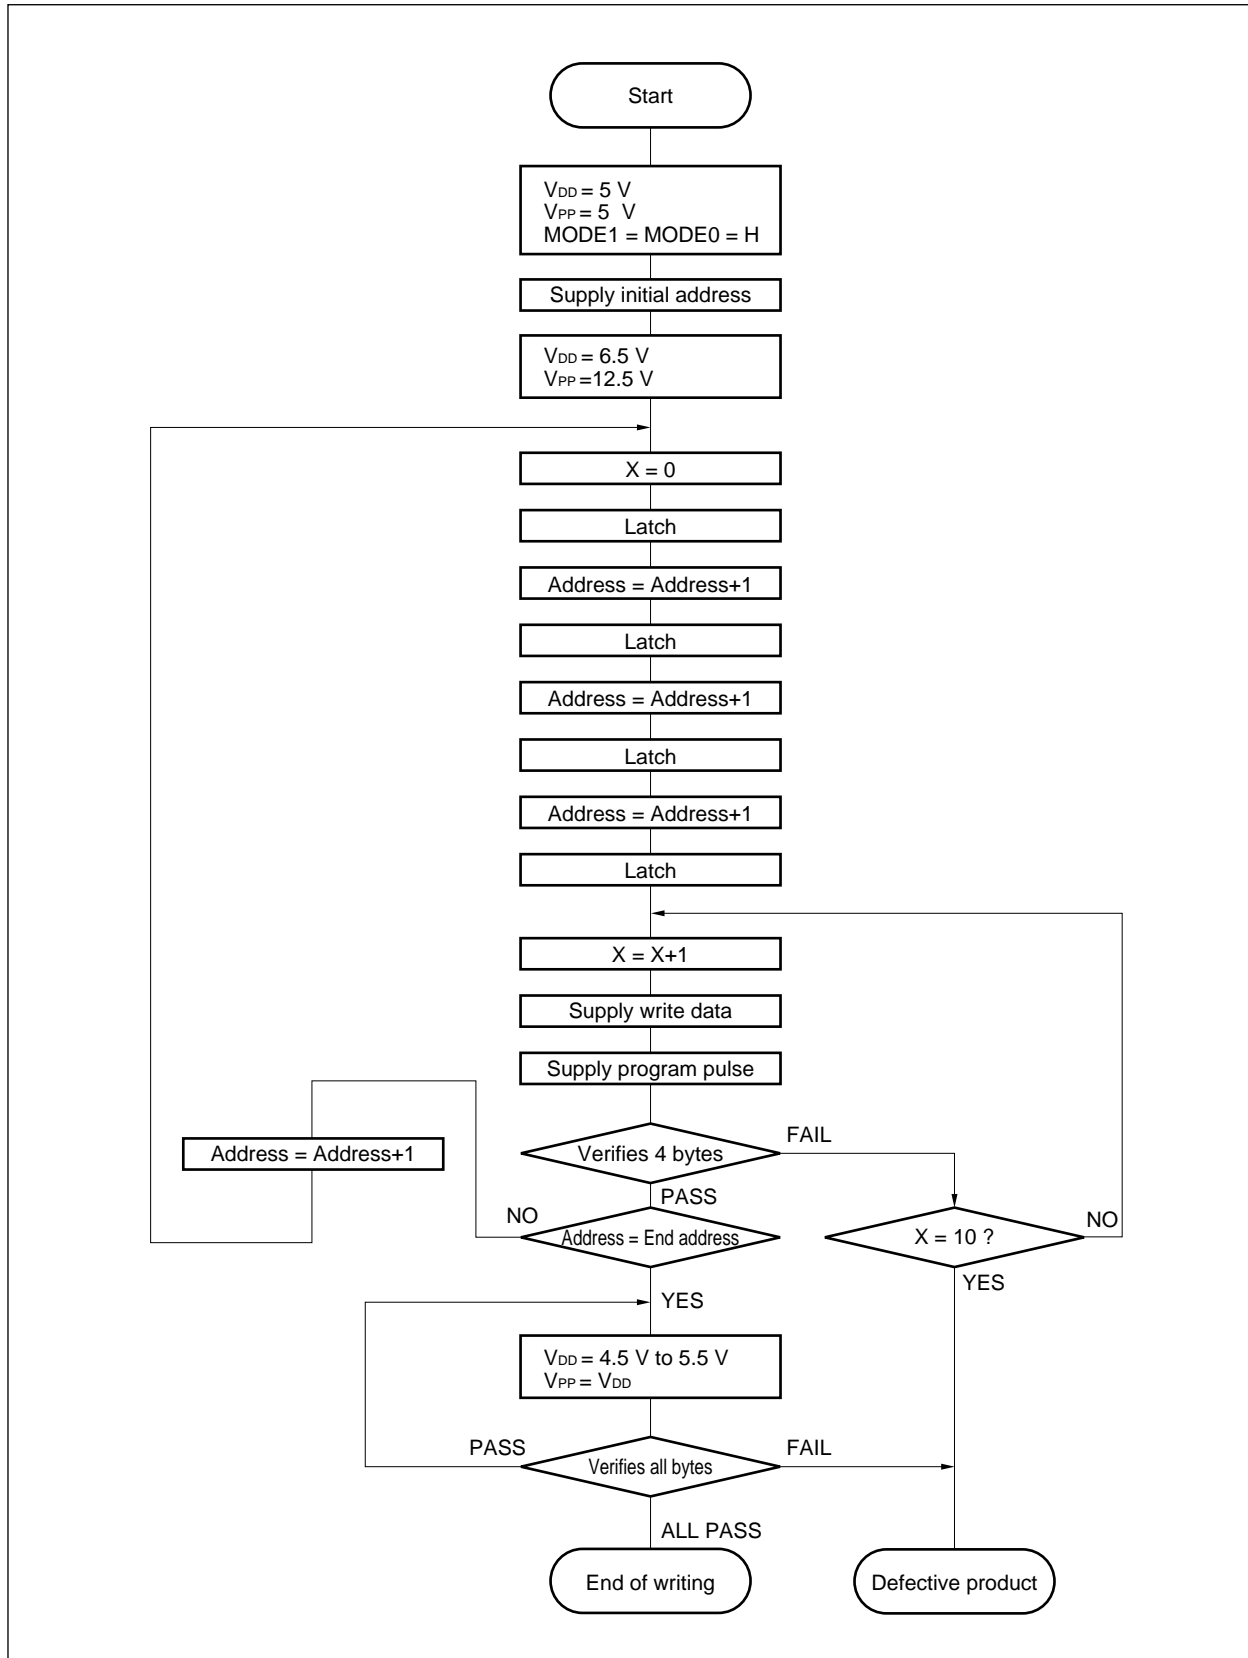 Start
VDD = 5 V
VPP = 5 V
MODE1 = MODE0 = H
Supply initial address
VDD = 6.5 V
VPP =12.5 V
X = 0
Latch
Address = Address+1
Latch
Address = Address+1
Latch
Address = Address+1
Latch
X = X+1
Supply write data
Supply program pulse
Address = Address+1
Verifies 4 bytes
FAIL
PASS
NO
Address = End address
X = 10 ?
NO
YES
YES
VDD = 4.5 V to 5.5 V
VPP = VDD
PASS
Verifies all bytes
FAIL
ALL PASS
End of writing
Defective product